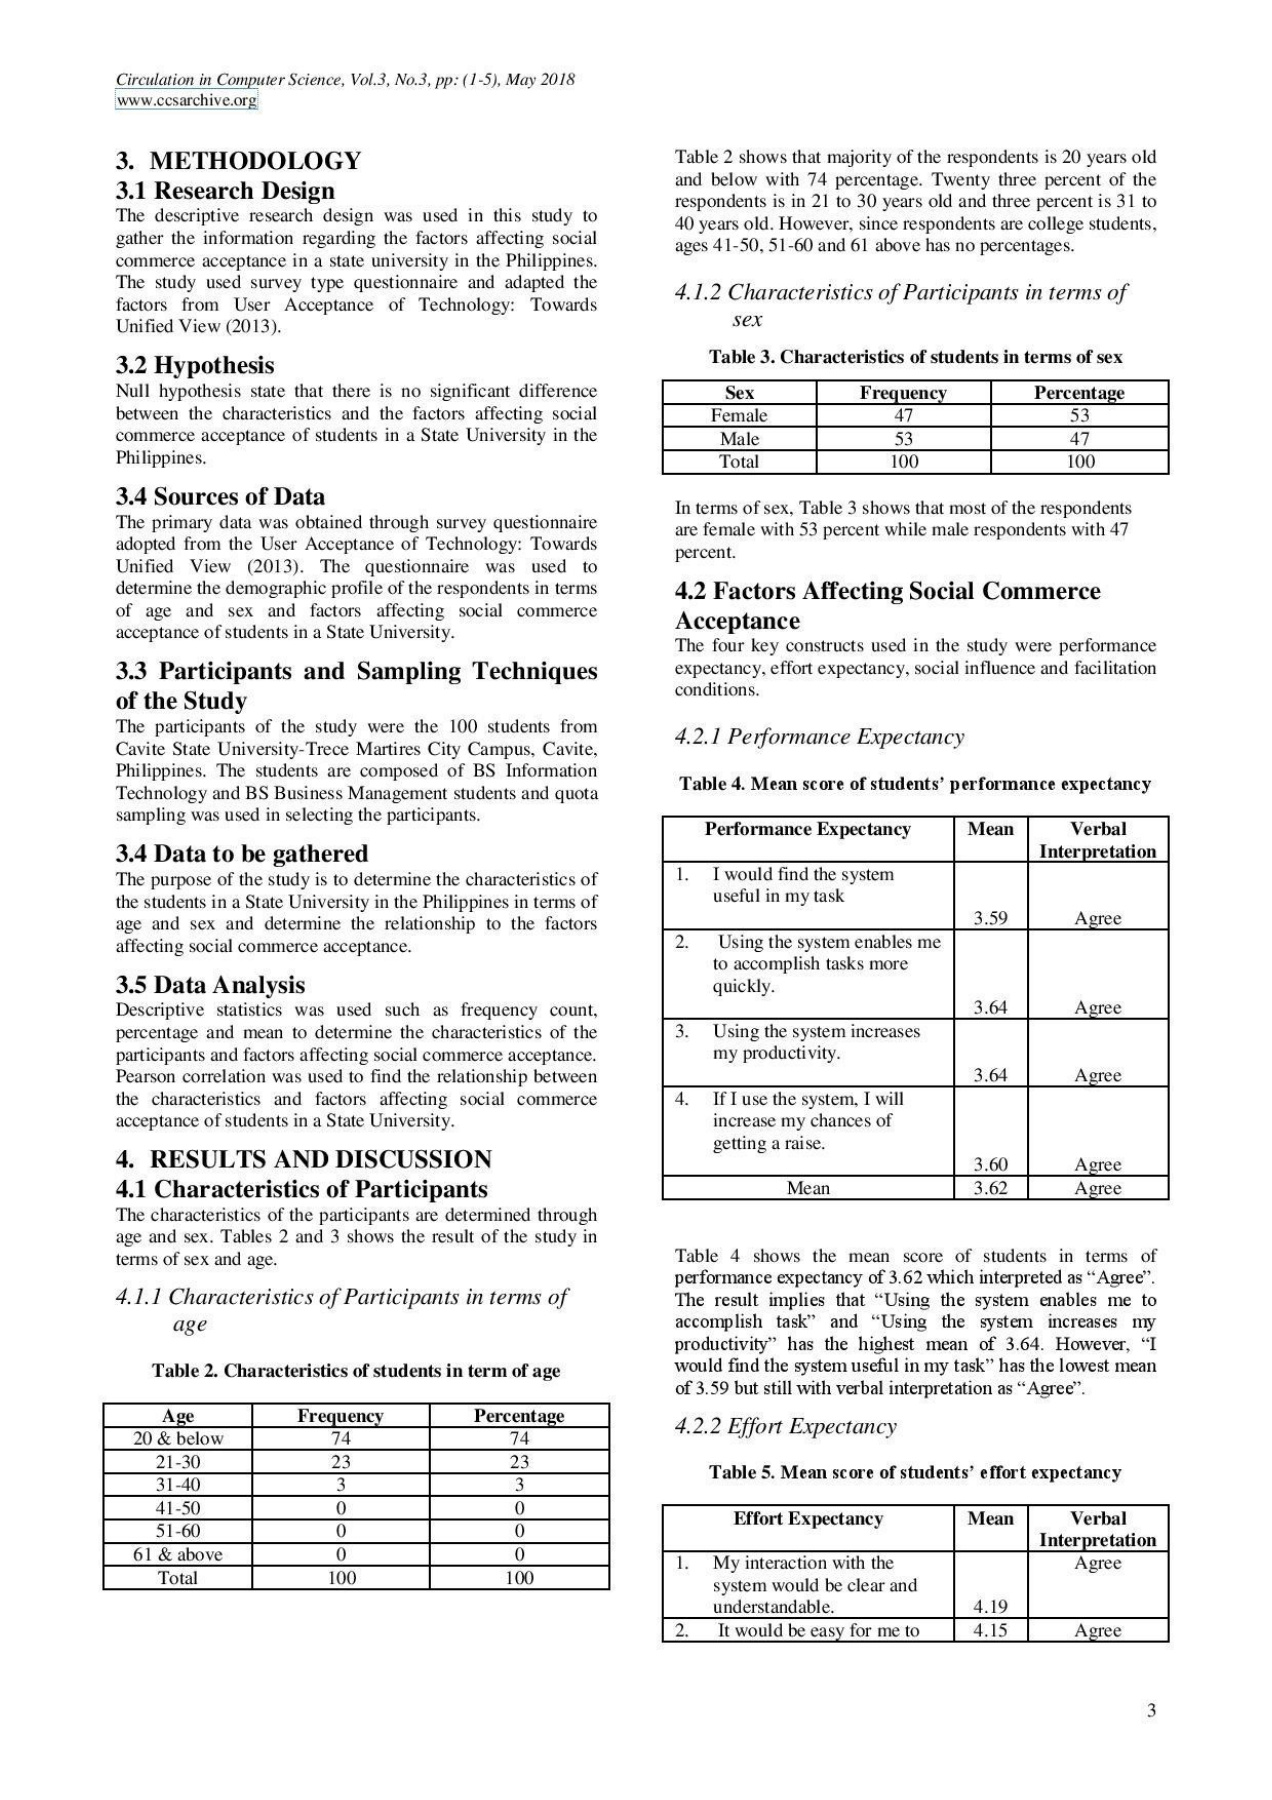 Circulation in Computer Science, Vol.3, No.3, pp: (1-5), May 2018
www.ccsarchive.org
3. METHODOLOGY
3.1 Research Design
The descriptive research design was used in this study to
gather the information regarding the factors affecting social
commerce acceptance in a state university in the Philippines.
The study used survey type questionnaire and adapted the
factors from User Acceptance of Technology: Towards
Unified View (2013).
3.2 Hypothesis
Null hypothesis state that there is no significant difference
between the characteristics and the factors affecting social
commerce acceptance of students in a State University in the
Philippines.
3.4 Sources of Data
The primary data was obtained through survey questionnaire
adopted from the User Acceptance of Technology: Towards
Unified View (2013). The questionnaire was used to
determine the demographic profile of the respondents in terms
of age and sex and factors affecting social commerce
acceptance of students in a State University.
3.3 Participants and Sampling Techniques
of the Study
The participants of the study were the 100 students from
Cavite State University-Trece Martires City Campus, Cavite,
Philippines. The students are composed of BS Information
Technology and BS Business Management students and quota
sampling was used in selecting the participants.
3.4 Data to be gathered
The purpose of the study is to determine the characteristics of
the students in a State University in the Philippines in terms of
age and sex and determine the relationship to the factors
affecting social commerce acceptance.
3.5 Data Analysis
Descriptive statistics was used such as frequency count,
percentage and mean to determine the characteristics of the
participants and factors affecting social commerce acceptance.
Pearson correlation was used to find the relationship between
the characteristics and factors affecting social commerce
acceptance of students in a State University.
4. RESULTS AND DISCUSSION
4.1 Characteristics of Participants
The characteristics of the participants are determined through
age and sex. Tables 2 and 3 shows the result of the study in
terms of sex and age.
4.1.1 Characteristics of Participants in terms of
age
Table 2. Characteristics of students in term of age
Age Frequency Percentage
20 & below 74 74
21-30 23 23
31-40 3 3
41-50 0 0
51-60 0 0
61 & above 0 0
Total 100 100
Table 2 shows that majority of the respondents is 20 years old
and below with 74 percentage. Twenty three percent of the
respondents is in 21 to 30 years old and three percent is 31 to
40 years old. However, since respondents are college students,
ages 41-50, 51-60 and 61 above has no percentages.
4.1.2 Characteristics of Participants in terms of
sex
Table 3. Characteristics of students in terms of sex
Sex Frequency Percentage
Female 47 53
Male 53 47
Total 100 100
In terms of sex, Table 3 shows that most of the respondents
are female with 53 percent while male respondents with 47
percent.
4.2 Factors Affecting Social Commerce
Acceptance
The four key constructs used in the study were performance
expectancy, effort expectancy, social influence and facilitation
conditions.
4.2.1 Performance Expectancy
Table 4. Mean score of students’ performance expectancy
Performance Expectancy Mean Verbal
Interpretation
1. I would find the system
useful in my task
3.59 Agree
2. Using the system enables me
to accomplish tasks more
quickly.
3.64 Agree
3. Using the system increases
my productivity.
3.64 Agree
4. If I use the system, I will
increase my chances of
getting a raise.
3.60 Agree
Mean 3.62 Agree
Table 4 shows the mean score of students in terms of
performance expectancy of 3.62 which interpreted as “Agree”.
The result implies that “Using the system enables me to
accomplish task” and “Using the system increases my
productivity” has the highest mean of 3.64. However, “I
would find the system useful in my task” has the lowest mean
of 3.59 but still with verbal interpretation as “Agree”.
4.2.2 Effort Expectancy
Table 5. Mean score of students’ effort expectancy
Effort Expectancy Mean Verbal
Interpretation
1. My interaction with the Agree
system would be clear and
understandable. 4.19
2. It would be easy for me to 4.15 Agree
3